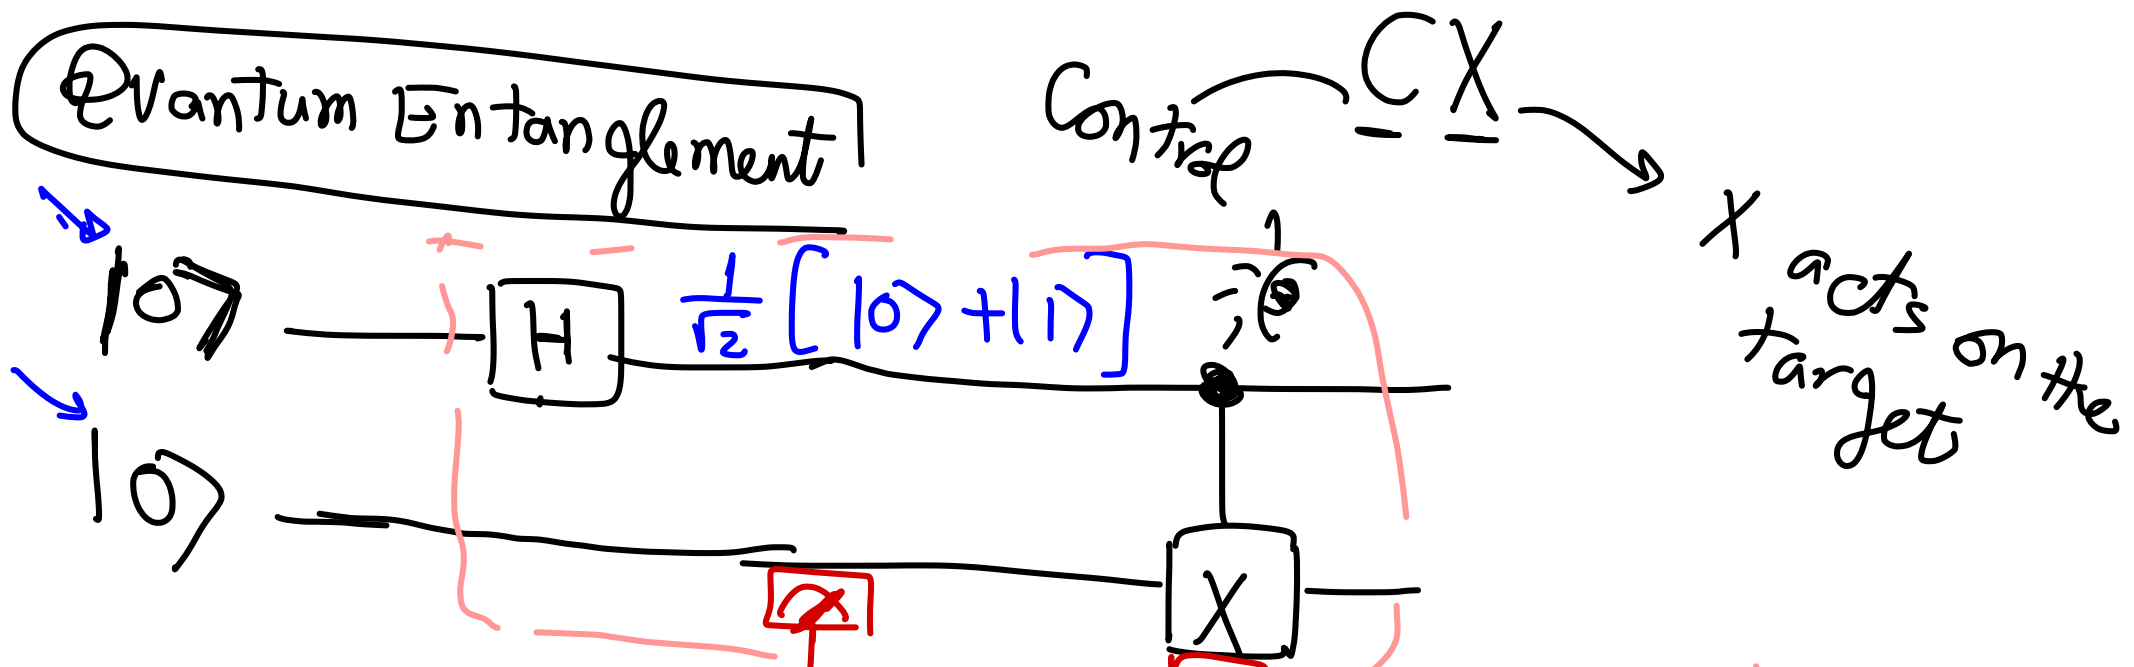 Quantum Entanglement
Control
CX
X acts on the
target
|0⟩
H
1/√2 [|0⟩+|1⟩]
|0⟩
X